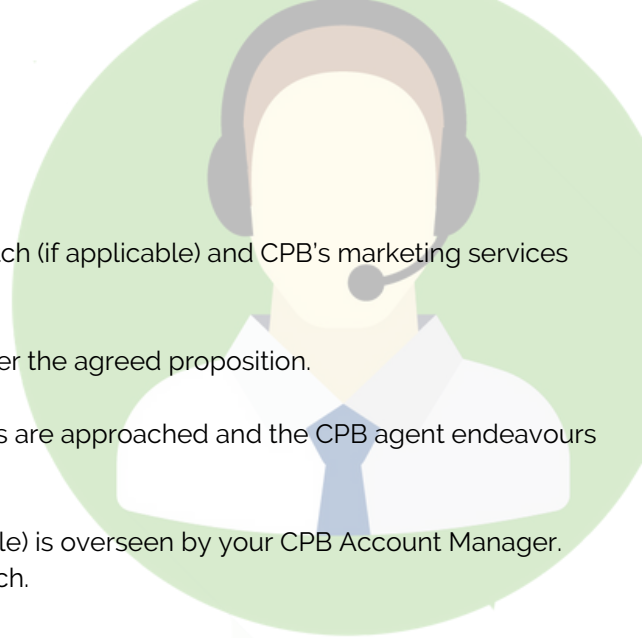 ch (if applicable) and CPB's marketing services
er the agreed proposition.
s are approached and the CPB agent endeavours
le) is overseen by your CPB Account Manager.
ch.